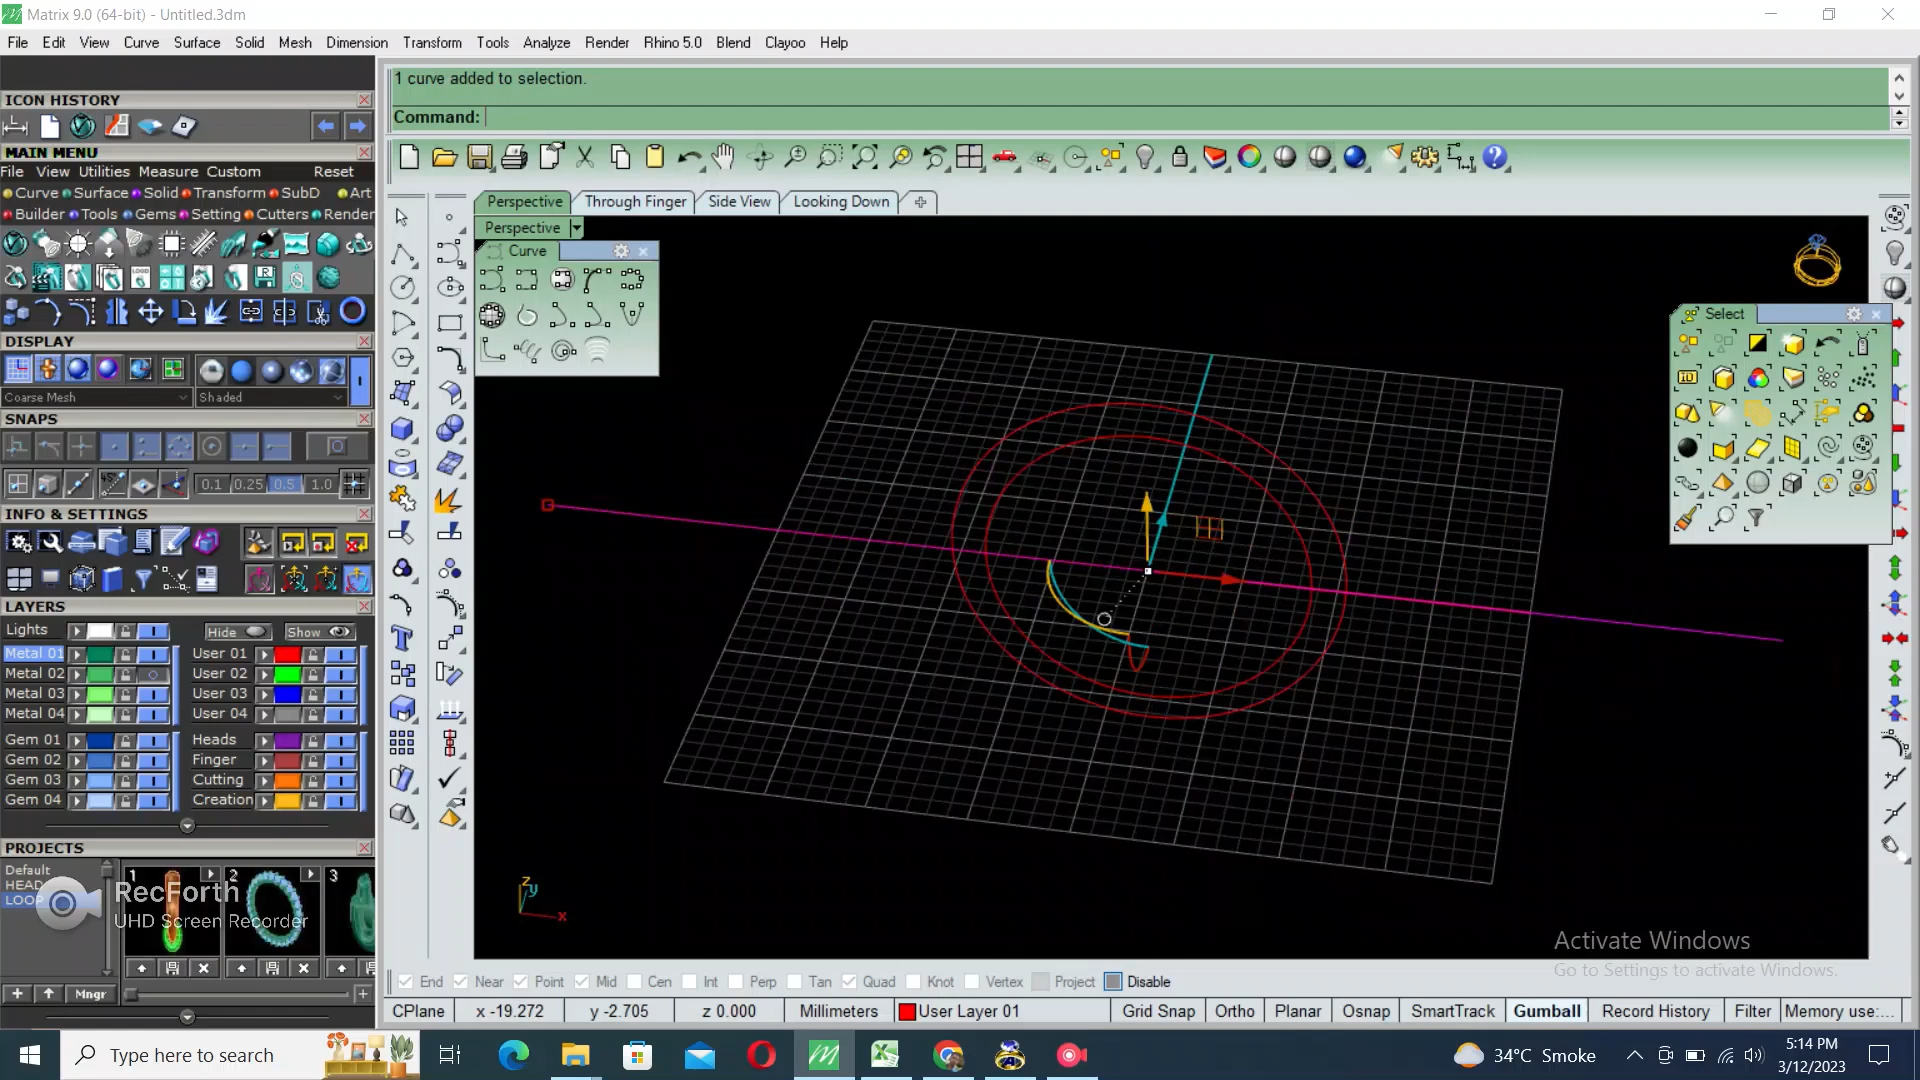 Matrix 9.0 (64-bit) - Untitled.3dm
File Edit View Curve Surface Solid Mesh Dimension Transform Tools Analyze Render Rhino 5.0 Blend Clayoo Help
1 curve added to selection.
Command:
ICON HISTORY
MAIN MENU
File View Utilities Measure Custom Reset
Curve Surface Solid Transform SubD Art
Builder Tools Gems Setting Cutters Render
DISPLAY
Coarse Mesh Shaded
SNAPS
0.1 0.25 0.5 1.0
INFO & SETTINGS
LAYERS
Lights Hide Show
Metal 01 User 01
Metal 02 User 02
Metal 03 User 03
Metal 04 User 04
Gem 01 Heads
Gem 02 Finger
Gem 03 Cutting
Gem 04 Creation
PROJECTS
Default
HEAD
LOOP
1 2 3
RecForth
UHD Screen Recorder
Mngr
Perspective Through Finger Side View Looking Down
Perspective
Curve
Select
z
y
x
Activate Windows
Go to Settings to activate Windows.
End Near Point Mid Cen Int Perp Tan Quad Knot Vertex Project Disable
CPlane x -19.272 y -2.705 z 0.000 Millimeters User Layer 01 Grid Snap Ortho Planar Osnap SmartTrack Gumball Record History Filter Memory use:...
Type here to search
34°C Smoke
5:14 PM
3/12/2023